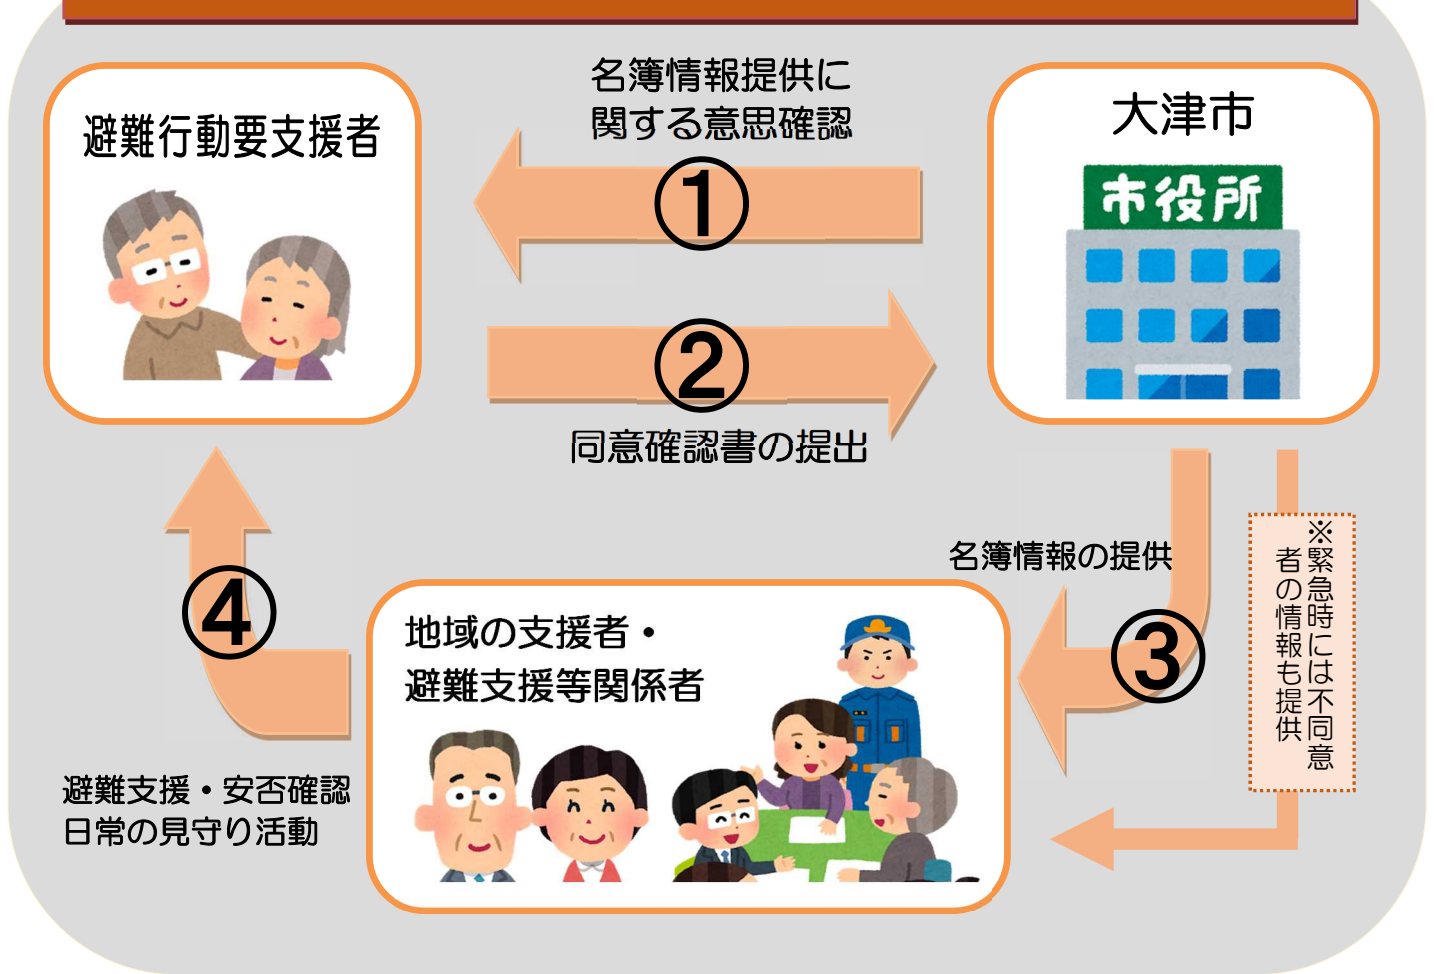 名簿情報提供に
関する意思確認
避難行動要支援者
大津市
市役所
①
②
同意確認書の提出
名簿情報の提供
③
※緊急時には不同意
者の情報も提供
④
地域の支援者・
避難支援等関係者
避難支援・安否確認
日常の見守り活動